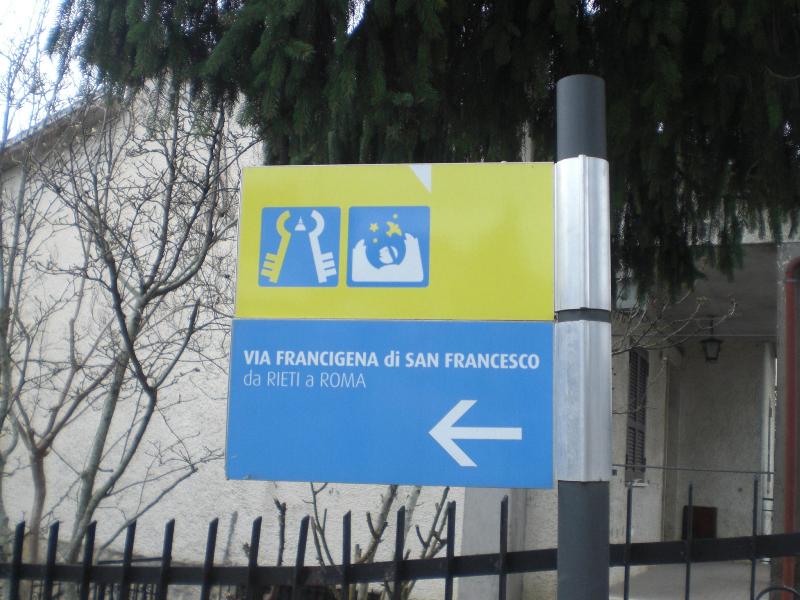 VIA FRANCIGENA di SAN FRANCESCO
da RIETI a ROMA